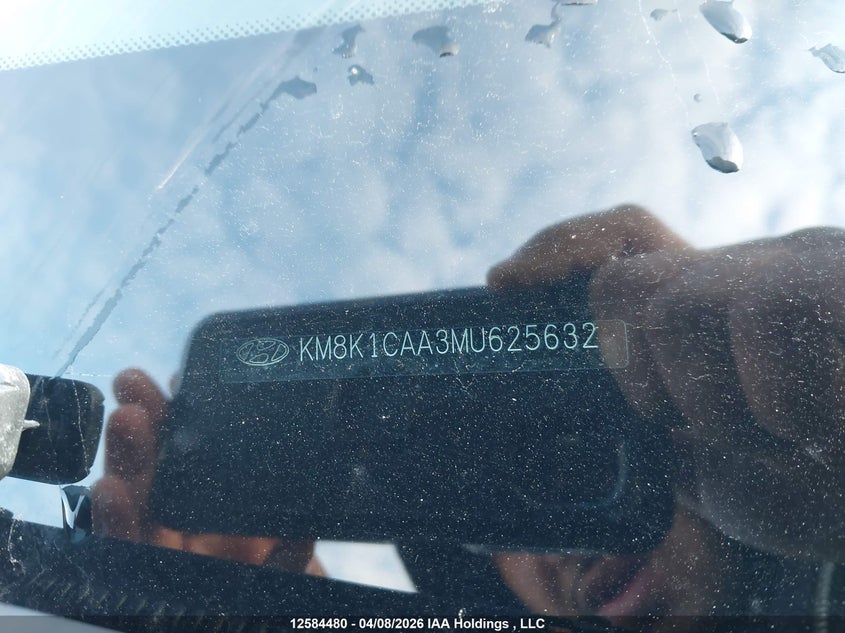 KM8K1CAA3MU625632
12584480 - 04/08/2026 IAA Holdings , LLC